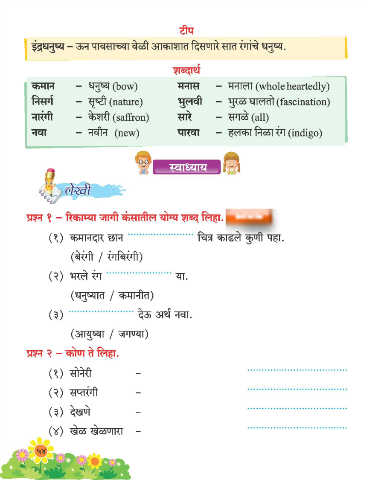 टीप
इंद्रधनुष्य – ऊन पावसाच्या वेळी आकाशात दिसणारे सात रंगांचे धनुष्य.
शब्दार्थ
कमान – धनुष्य (bow) मनास – मनाला (whole heartedly)
निसर्ग – सृष्टी (nature) भुलवी – भुरळ घालतो (fascination)
नारंगी – केशरी (saffron) सारे – सगळे (all)
नवा – नवीन (new) पारवा – हलका निळा रंग (indigo)
स्वाध्याय
लेखी
प्रश्न १ – रिकाम्या जागी कंसातील योग्य शब्द लिहा.
(१) कमानदार छान .................... चित्र काढले कुणी पहा.
(बेरंगी / रंगबिरंगी)
(२) भरले रंग .................... या.
(धनुष्यात / कमानीत)
(३) .................... देऊ अर्थ नवा.
(आयुष्या / जगण्या)
प्रश्न २ – कोण ते लिहा.
(१) सोनेरी – ..............................
(२) सप्तरंगी – ..............................
(३) देखणे – ..............................
(४) खेळ खेळणारा – ..............................